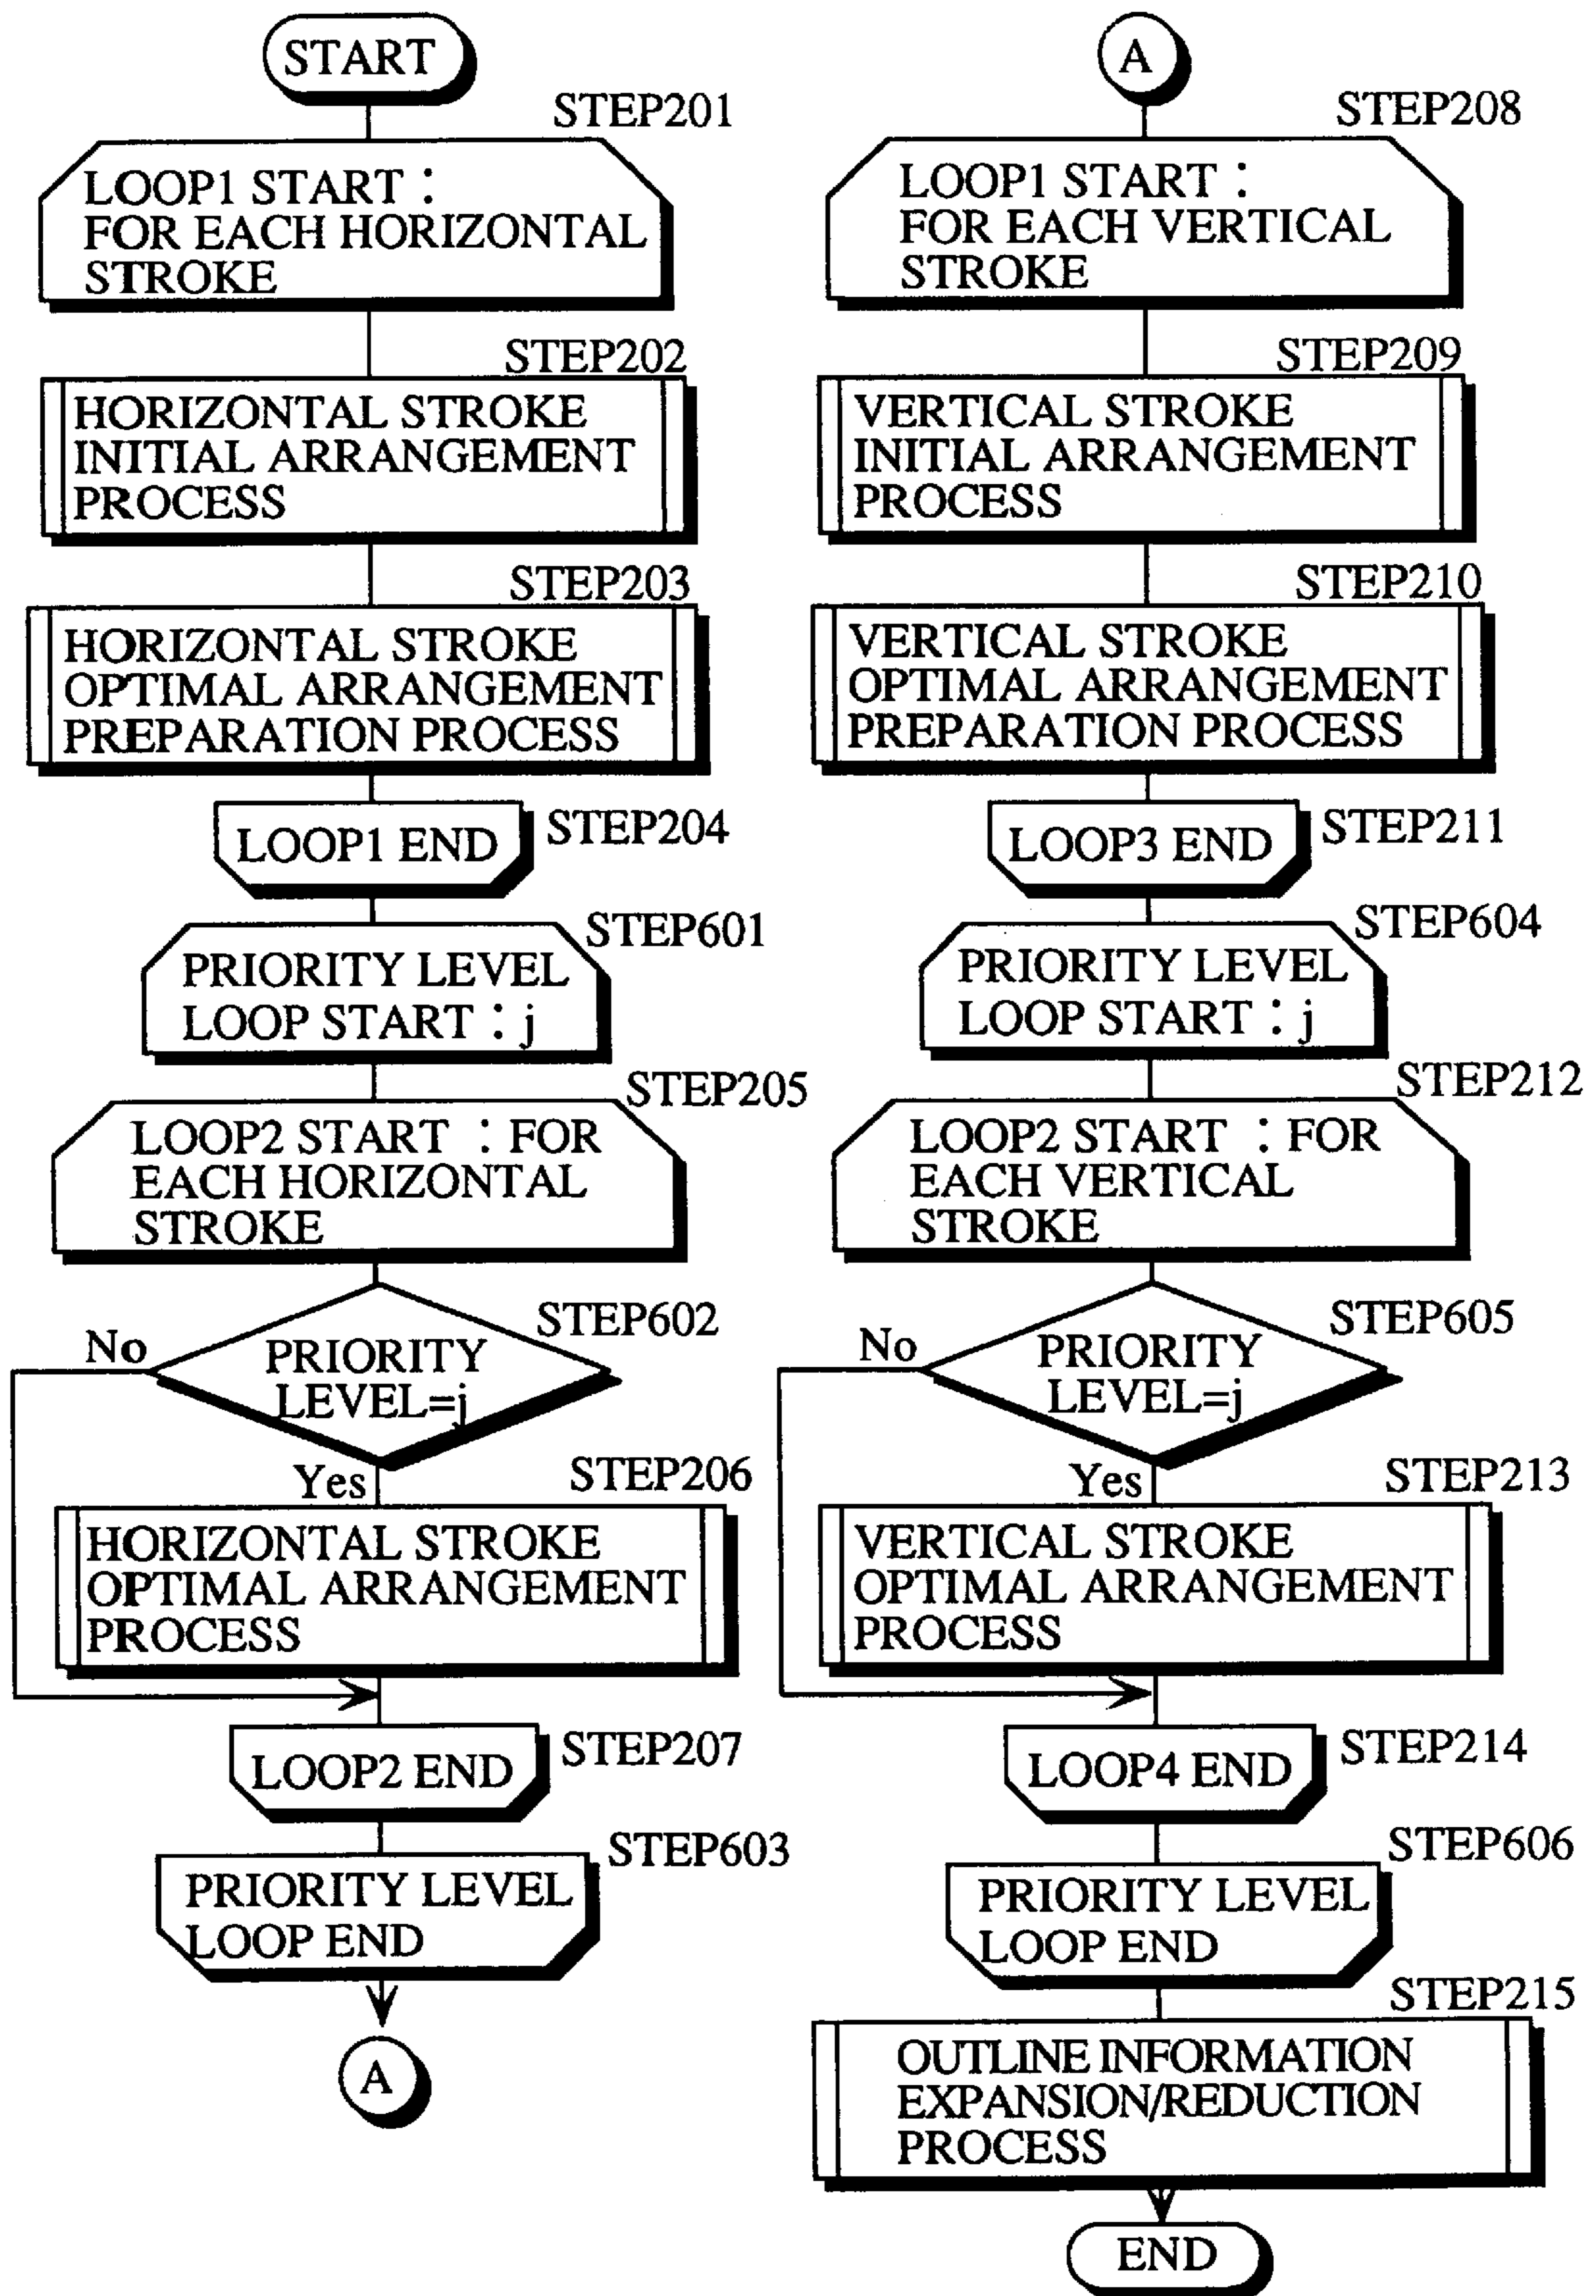 START
STEP201
LOOP1 START :
FOR EACH HORIZONTAL
STROKE
STEP202
HORIZONTAL STROKE
INITIAL ARRANGEMENT
PROCESS
STEP203
HORIZONTAL STROKE
OPTIMAL ARRANGEMENT
PREPARATION PROCESS
LOOP1 END
STEP204
STEP601
PRIORITY LEVEL
LOOP START : j
STEP205
LOOP2 START : FOR
EACH HORIZONTAL
STROKE
STEP602
No
PRIORITY
LEVEL=j
Yes
STEP206
HORIZONTAL STROKE
OPTIMAL ARRANGEMENT
PROCESS
LOOP2 END
STEP207
STEP603
PRIORITY LEVEL
LOOP END
A
A
STEP208
LOOP1 START :
FOR EACH VERTICAL
STROKE
STEP209
VERTICAL STROKE
INITIAL ARRANGEMENT
PROCESS
STEP210
VERTICAL STROKE
OPTIMAL ARRANGEMENT
PREPARATION PROCESS
LOOP3 END
STEP211
STEP604
PRIORITY LEVEL
LOOP START : j
STEP212
LOOP2 START : FOR
EACH VERTICAL
STROKE
STEP605
No
PRIORITY
LEVEL=j
Yes
STEP213
VERTICAL STROKE
OPTIMAL ARRANGEMENT
PROCESS
LOOP4 END
STEP214
STEP606
PRIORITY LEVEL
LOOP END
STEP215
OUTLINE INFORMATION
EXPANSION/REDUCTION
PROCESS
END